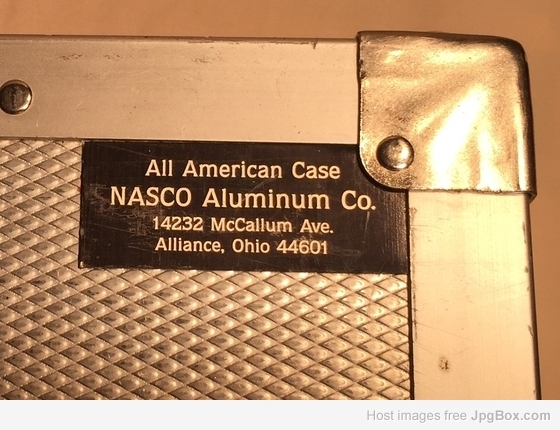 All American Case
NASCO Aluminum Co.
14232 McCallum Ave.
Alliance, Ohio 44601
Host images free JpgBox.com